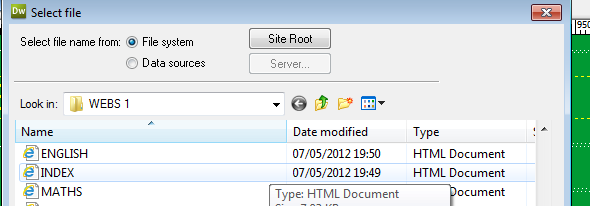 Dw Select file
Select file name from: File system Site Root
Data sources Server...
Look in: WEBS 1
Name Date modified Type
ENGLISH 07/05/2012 19:50 HTML Document
INDEX 07/05/2012 19:49 HTML Document
MATHS
Type: HTML Document